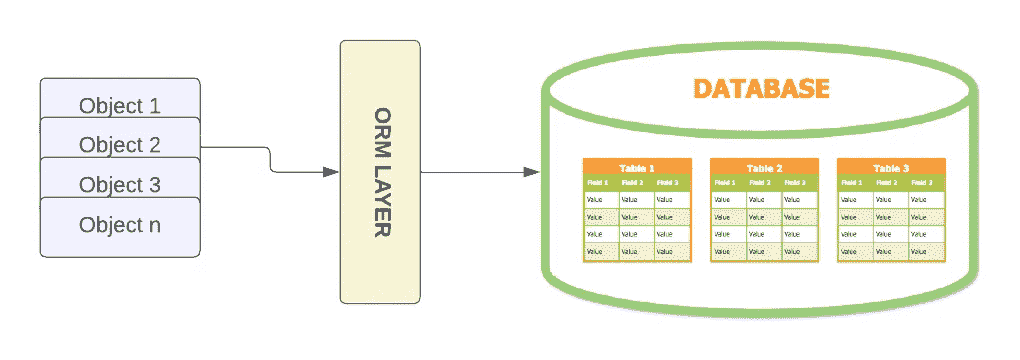 Object 1
Object 2
Object 3
Object n
ORM LAYER
DATABASE
Table 1
Field 1 Field 2 Field 3
Value Value Value
Value Value Value
Value Value Value
Value Value Value
Table 2
Field 1 Field 2 Field 3
Value Value Value
Value Value Value
Value Value Value
Value Value Value
Table 3
Field 1 Field 2 Field 3
Value Value Value
Value Value Value
Value Value Value
Value Value Value